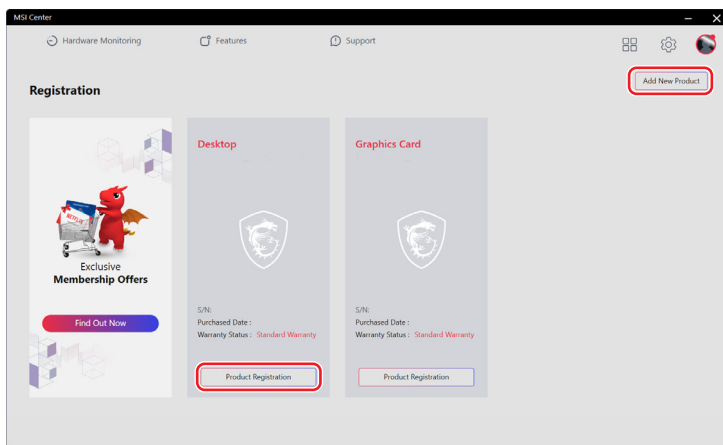 MSI Center
Hardware Monitoring
Features
Support
Add New Product
Registration
NETFLIX
Exclusive
Membership Offers
Find Out Now
Desktop
S/N:
Purchased Date :
Warranty Status : Standard Warranty
Product Registration
Graphics Card
S/N:
Purchased Date :
Warranty Status : Standard Warranty
Product Registration